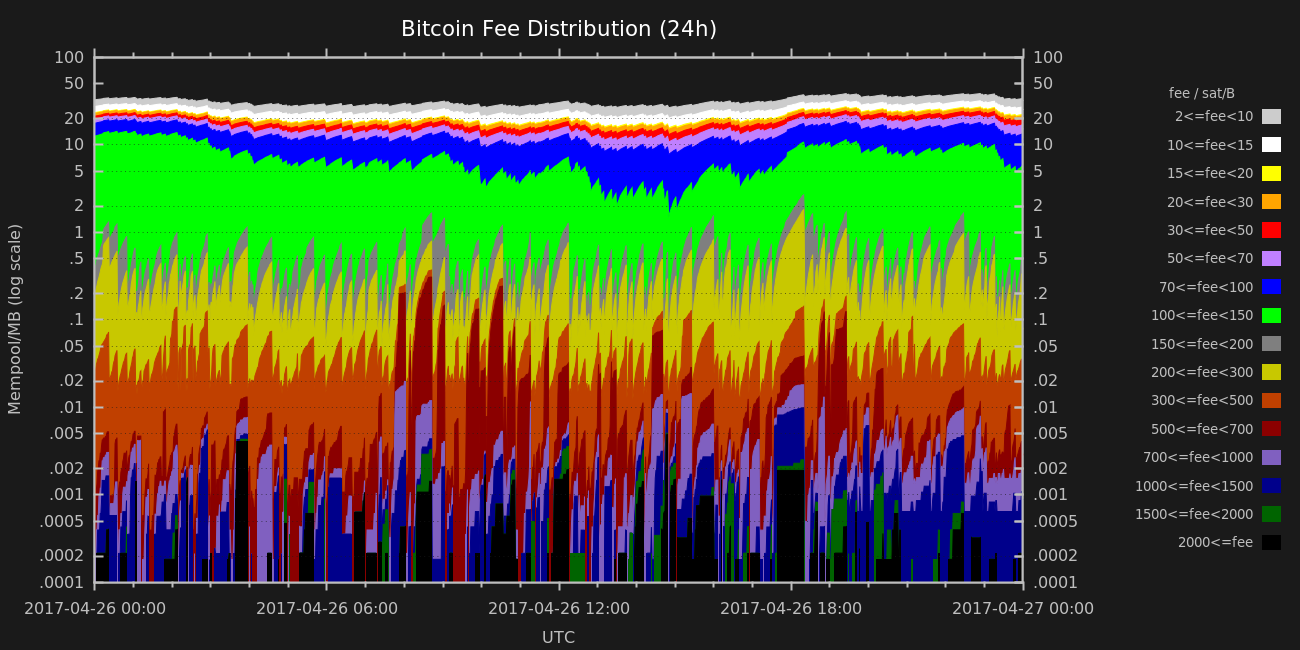 Bitcoin Fee Distribution (24h)
100
50
20
10
5
2
1
.5
.2
.1
.05
.02
.01
.005
.002
.001
.0005
.0002
.0001
Mempool/MB (log scale)
100
50
20
10
5
2
1
.5
.2
.1
.05
.02
.01
.005
.002
.001
.0005
.0002
.0001
2017-04-26 00:00
2017-04-26 06:00
2017-04-26 12:00
2017-04-26 18:00
2017-04-27 00:00
UTC
fee / sat/B
2<=fee<10
10<=fee<15
15<=fee<20
20<=fee<30
30<=fee<50
50<=fee<70
70<=fee<100
100<=fee<150
150<=fee<200
200<=fee<300
300<=fee<500
500<=fee<700
700<=fee<1000
1000<=fee<1500
1500<=fee<2000
2000<=fee